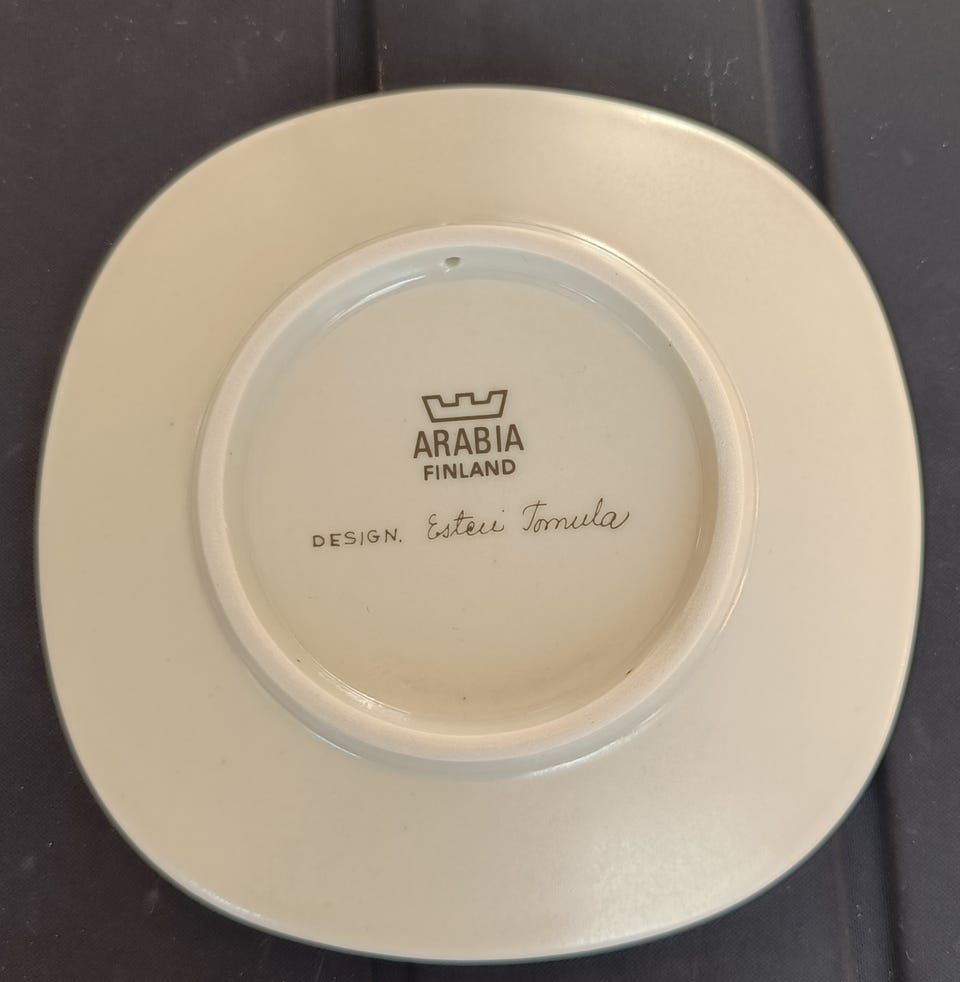 ARABIA
FINLAND
DESIGN. Esteri Tomula